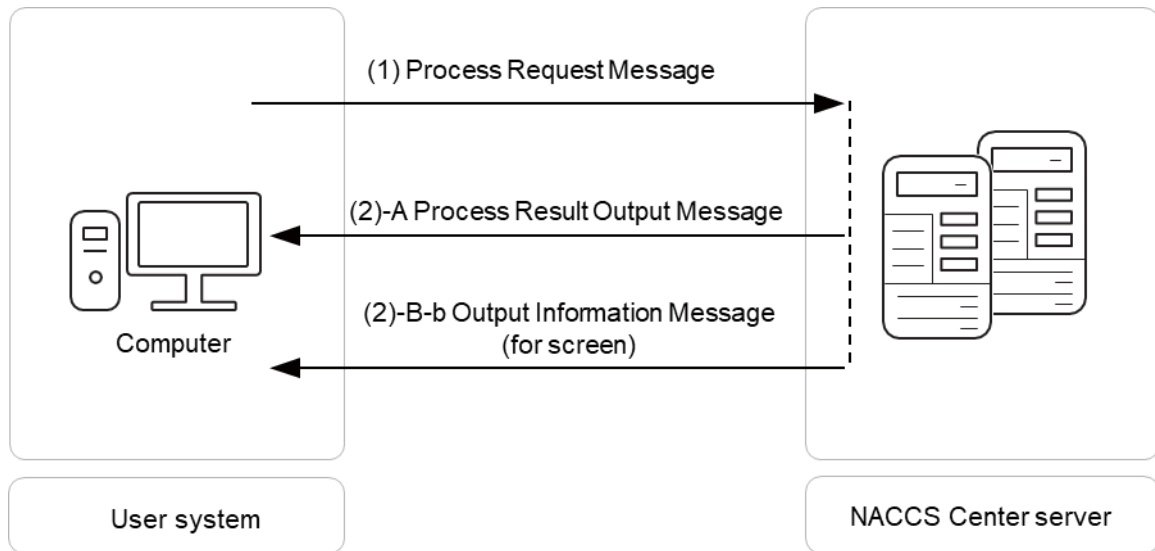 (1) Process Request Message
(2)-A Process Result Output Message
(2)-B-b Output Information Message
(for screen)
Computer
User system
NACCS Center server